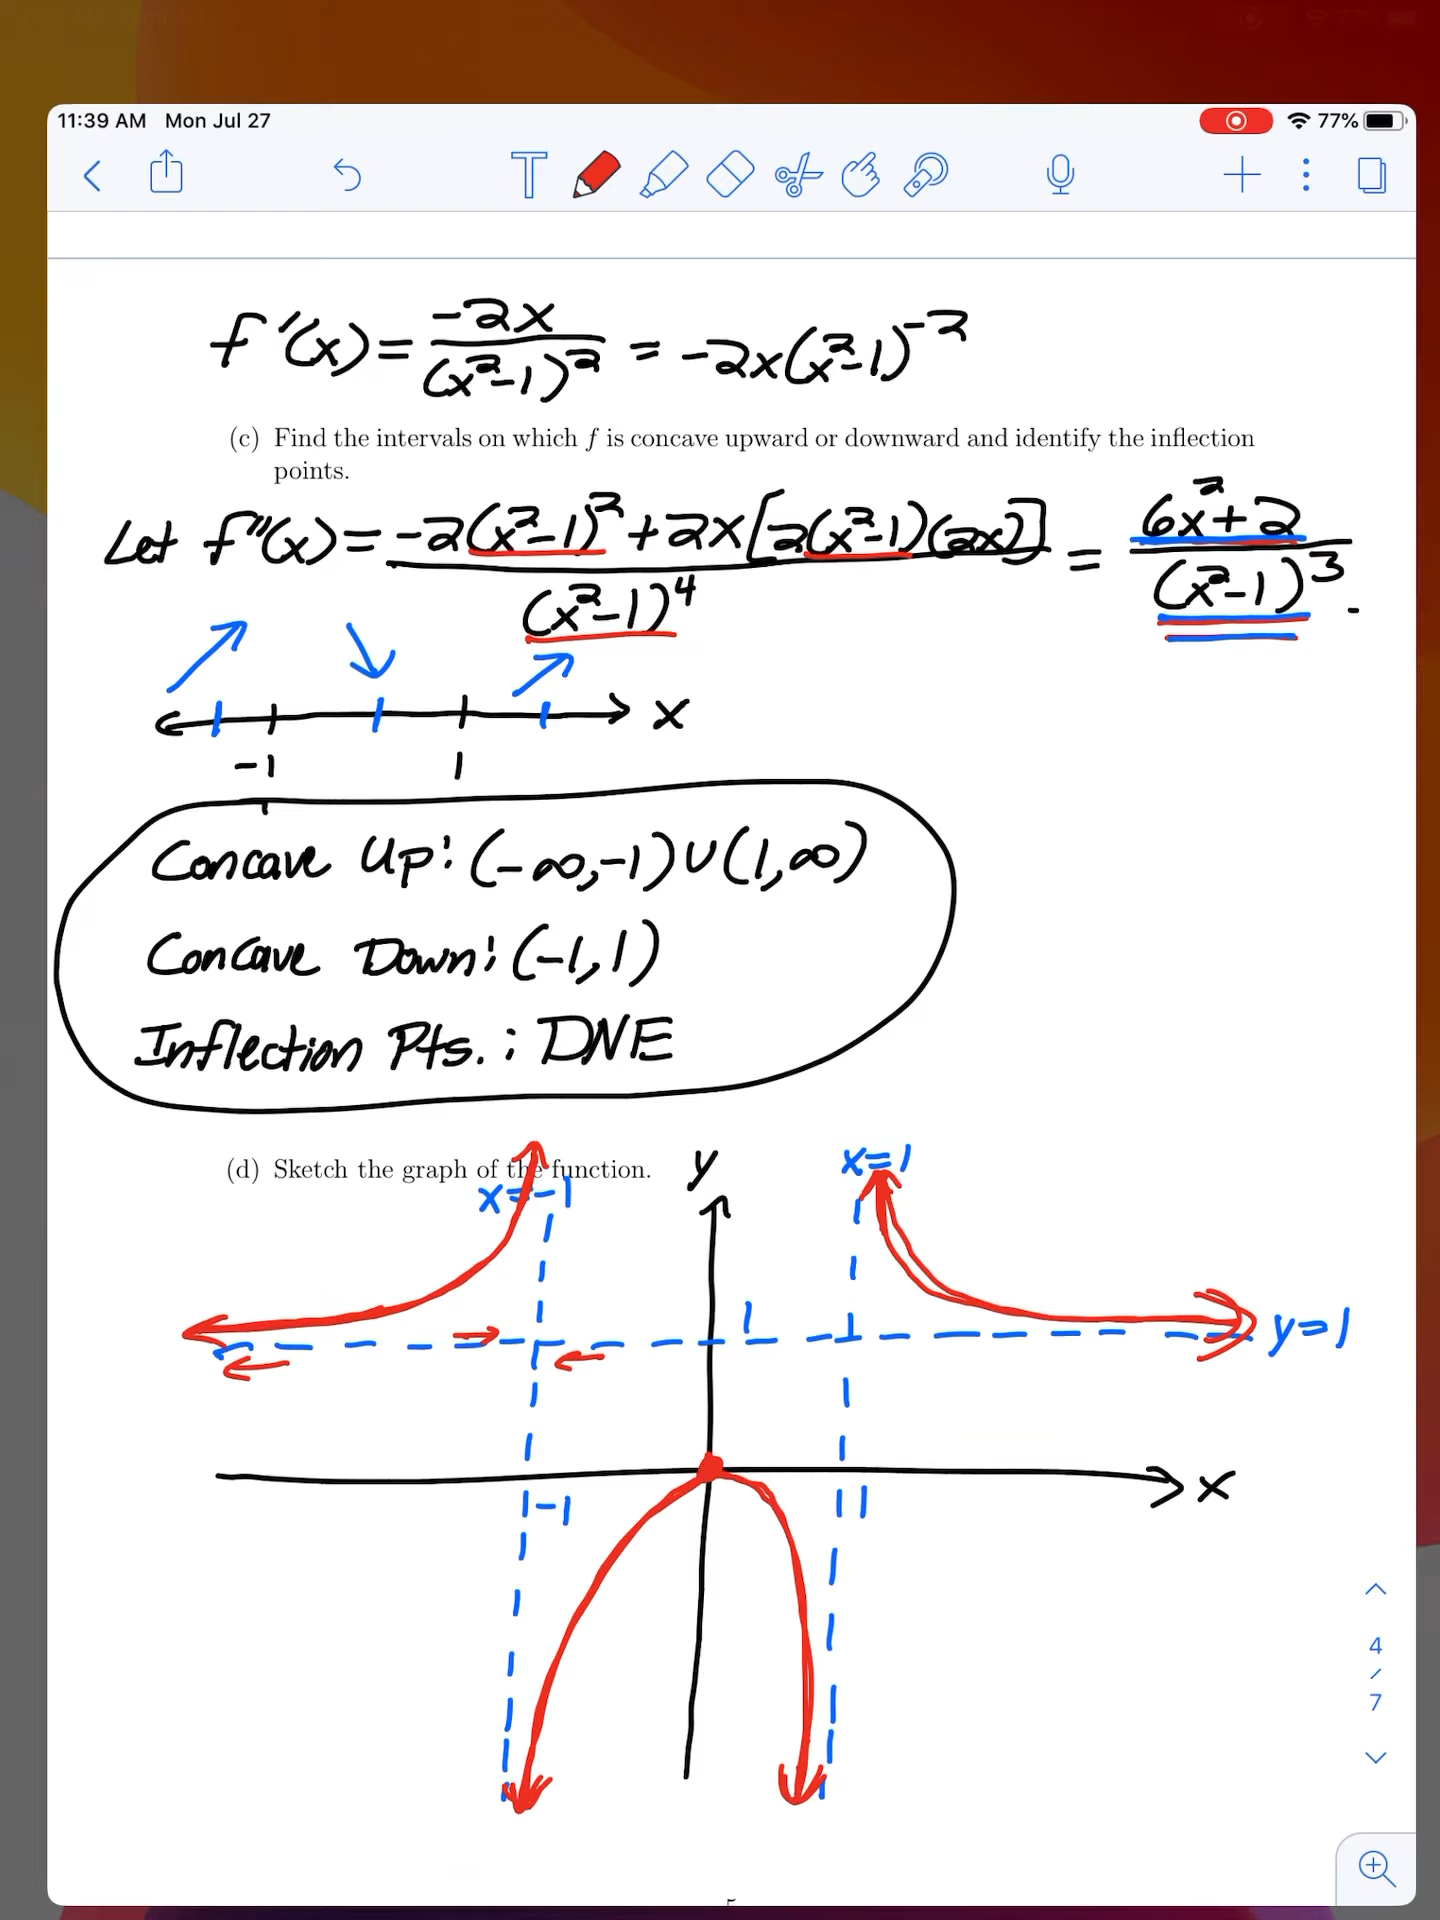 11:39 AM Mon Jul 27 77%
f'(x) = -2x/(x²-1)² = -2x(x²-1)⁻²
(c) Find the intervals on which f is concave upward or downward and identify the inflection
points.
Let f''(x) = -2(x²-1)²+2x[2(x²-1)(2x)]/(x²-1)⁴ = 6x²+2/(x²-1)³.
x
-1 1
Concave Up: (-∞,-1)∪(1,∞)
Concave Down: (-1,1)
Inflection Pts.: DNE
(d) Sketch the graph of the function.
y
x=1
x=-1
1
y=1
x
-1 1
4
/
7